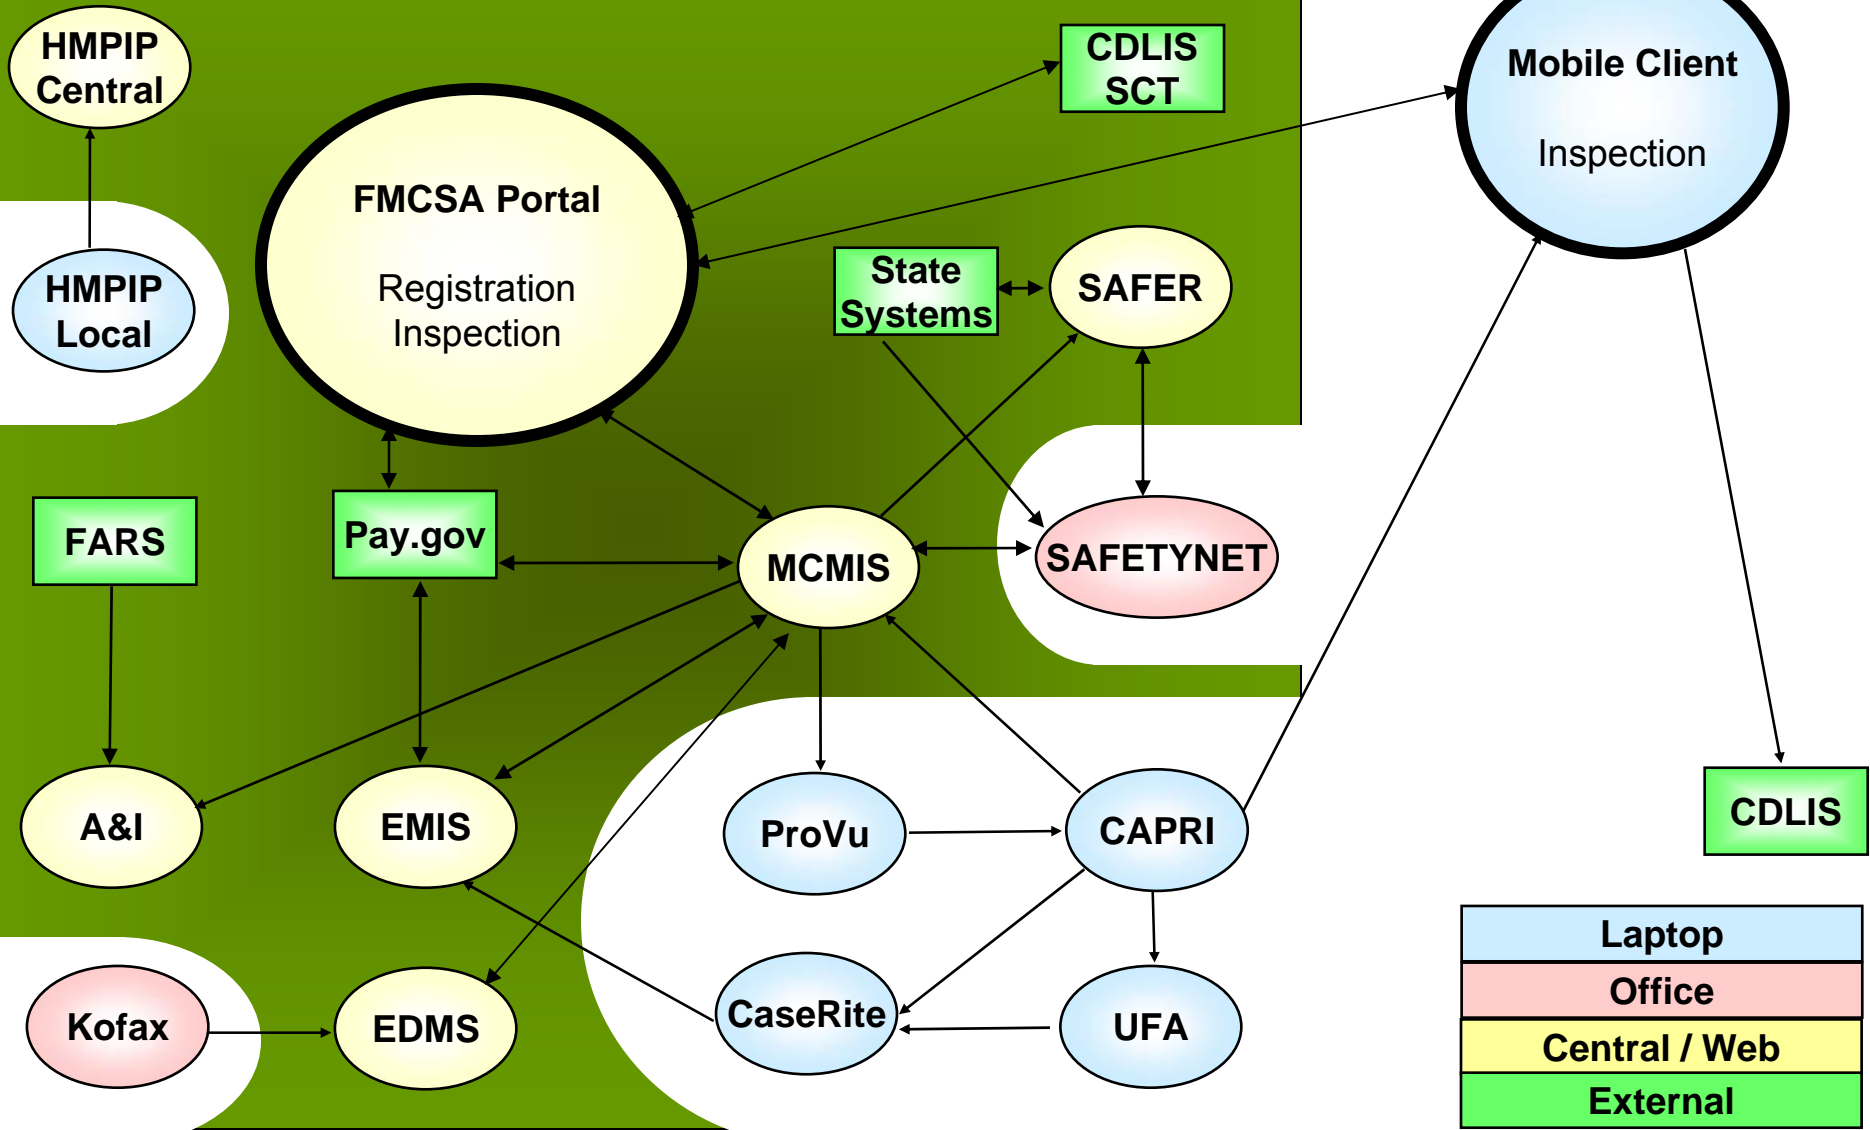 HMPIP
Central
CDLIS
SCT
Mobile Client
Inspection
FMCSA Portal
Registration
Inspection
HMPIP
Local
State
Systems
SAFER
FARS
Pay.gov
MCMIS
SAFETYNET
A&I
EMIS
ProVu
CAPRI
CDLIS
Kofax
EDMS
CaseRite
UFA
Laptop
Office
Central / Web
External